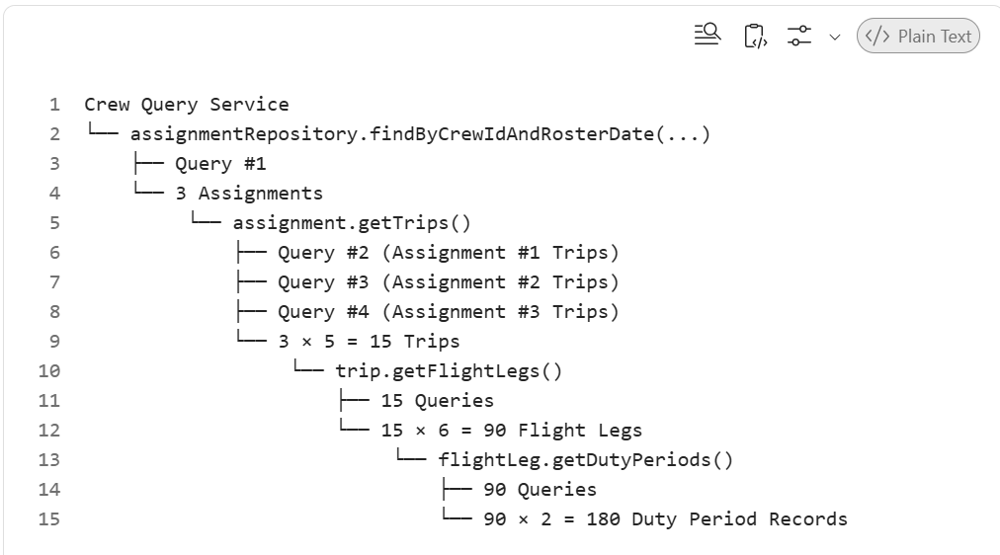 </> Plain Text
1 Crew Query Service
2 └── assignmentRepository.findByCrewIdAndRosterDate(...)
3     ├── Query #1
4     └── 3 Assignments
5          └── assignment.getTrips()
6              ├── Query #2 (Assignment #1 Trips)
7              ├── Query #3 (Assignment #2 Trips)
8              ├── Query #4 (Assignment #3 Trips)
9              └── 3 × 5 = 15 Trips
10                  └── trip.getFlightLegs()
11                      ├── 15 Queries
12                      └── 15 × 6 = 90 Flight Legs
13                           └── flightLeg.getDutyPeriods()
14                               ├── 90 Queries
15                               └── 90 × 2 = 180 Duty Period Records